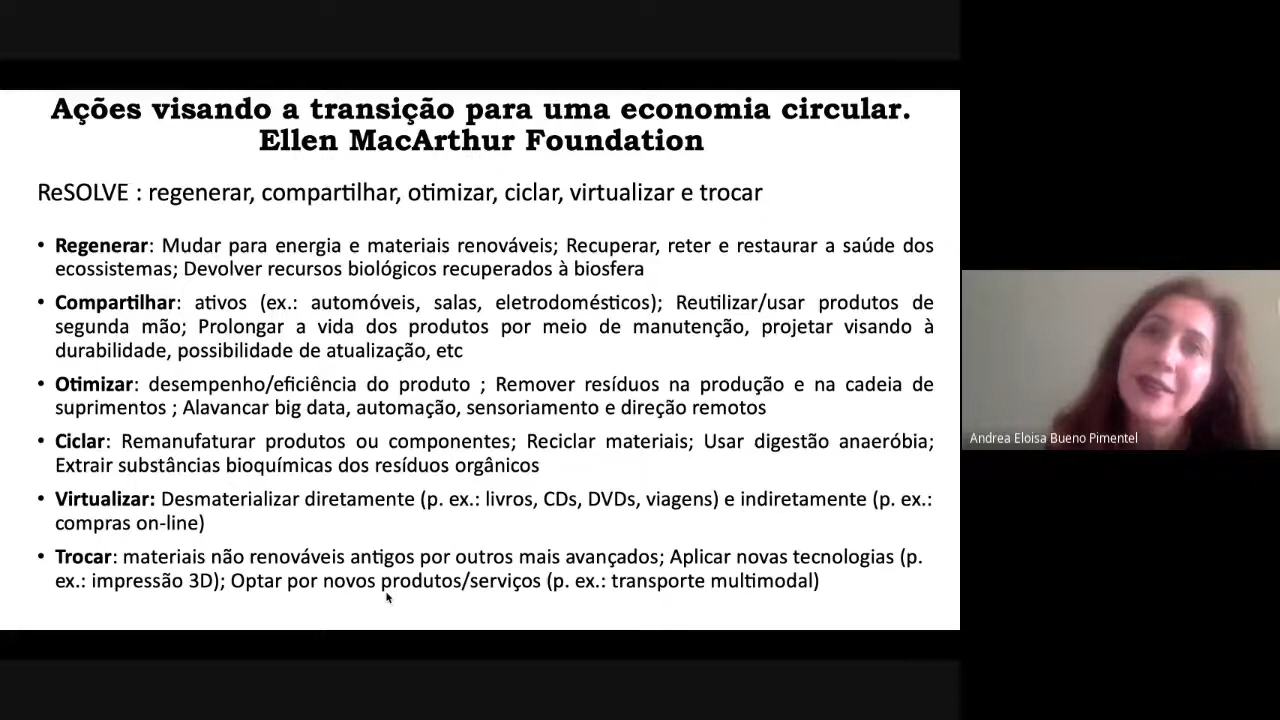 Ações visando a transição para uma economia circular.
Ellen MacArthur Foundation
ReSOLVE : regenerar, compartilhar, otimizar, ciclar, virtualizar e trocar
• Regenerar: Mudar para energia e materiais renováveis; Recuperar, reter e restaurar a saúde dos
ecossistemas; Devolver recursos biológicos recuperados à biosfera
• Compartilhar: ativos (ex.: automóveis, salas, eletrodomésticos); Reutilizar/usar produtos de
segunda mão; Prolongar a vida dos produtos por meio de manutenção, projetar visando à
durabilidade, possibilidade de atualização, etc
• Otimizar: desempenho/eficiência do produto ; Remover resíduos na produção e na cadeia de
suprimentos ; Alavancar big data, automação, sensoriamento e direção remotos
• Ciclar: Remanufaturar produtos ou componentes; Reciclar materiais; Usar digestão anaeróbia;
Extrair substâncias bioquímicas dos resíduos orgânicos
• Virtualizar: Desmaterializar diretamente (p. ex.: livros, CDs, DVDs, viagens) e indiretamente (p. ex.:
compras on-line)
• Trocar: materiais não renováveis antigos por outros mais avançados; Aplicar novas tecnologias (p.
ex.: impressão 3D); Optar por novos produtos/serviços (p. ex.: transporte multimodal)
Andrea Eloisa Bueno Pimentel